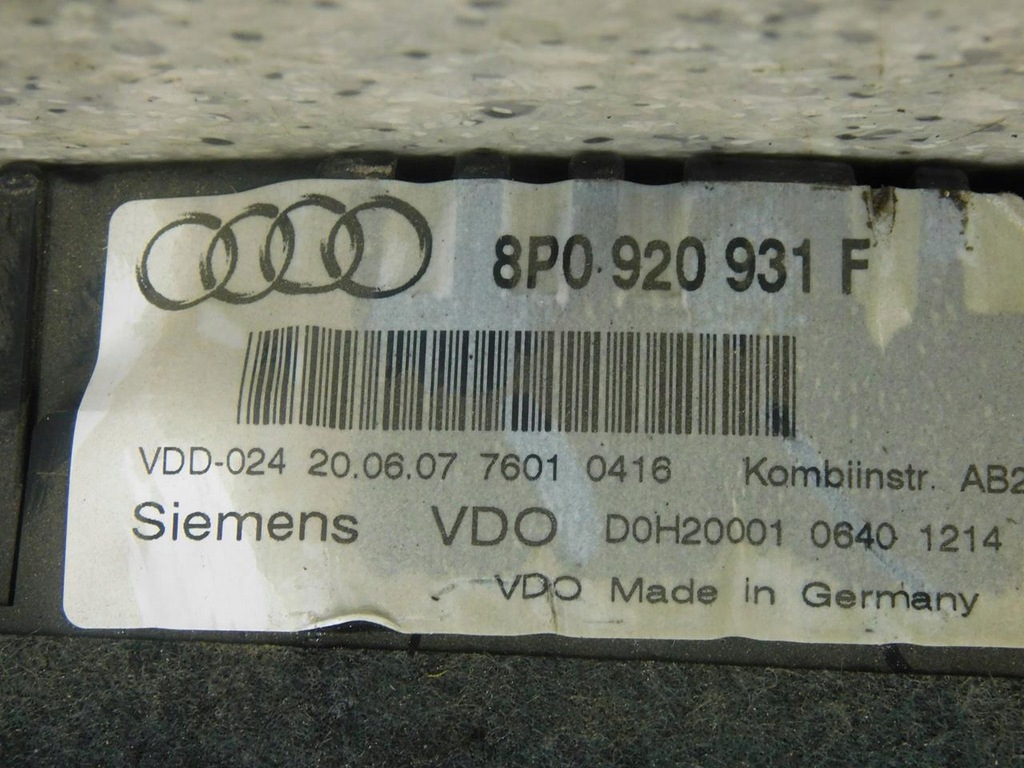 8P0 920 931 F
VDD-024 20.06.07 7601 0416 Kombiinstr. AB2
Siemens VDO D0H20001 0640 1214
VDO Made in Germany